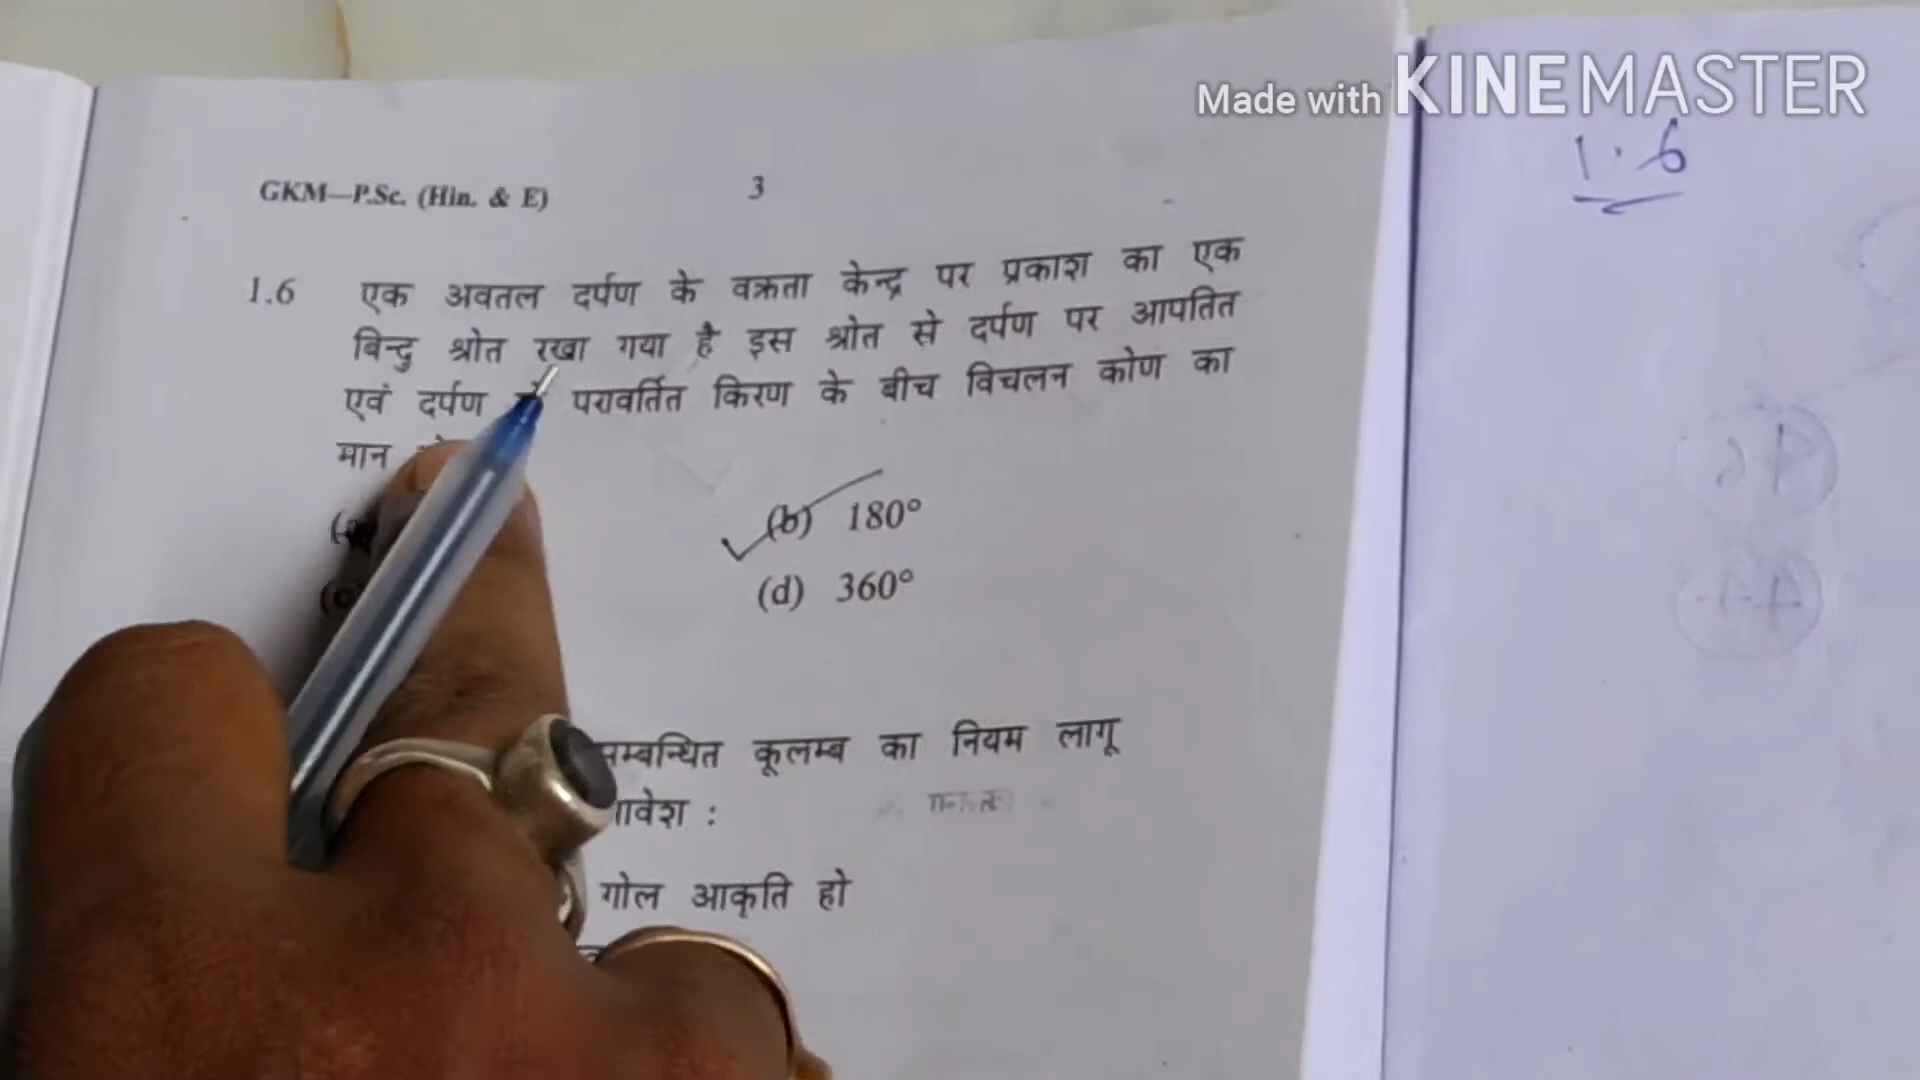 Made with KINEMASTER
1.6
GKM—P.Sc. (Hin. & E) 3
1.6 एक अवतल दर्पण के वक्रता केन्द्र पर प्रकाश का एक
बिन्दु श्रोत रखा गया है इस श्रोत से दर्पण पर आपतित
एवं दर्पण परावर्तित किरण के बीच विचलन कोण का
मान
(b) 180°
(d) 360°
सम्बन्धित कूलम्ब का नियम लागू
आवेश :
गोल आकृति हो